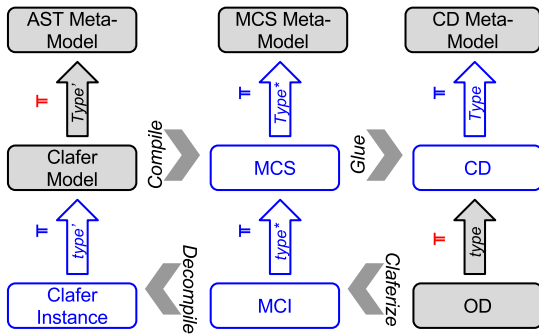 AST Meta-
Model
MCS Meta-
Model
CD Meta-
Model
╥
Type'
╥
Type*
╥
Type
Clafer
Model
Compile
MCS
Glue
CD
╥
type'
╥
type*
╥
type
Clafer
Instance
Decompile
MCI
Claferize
OD